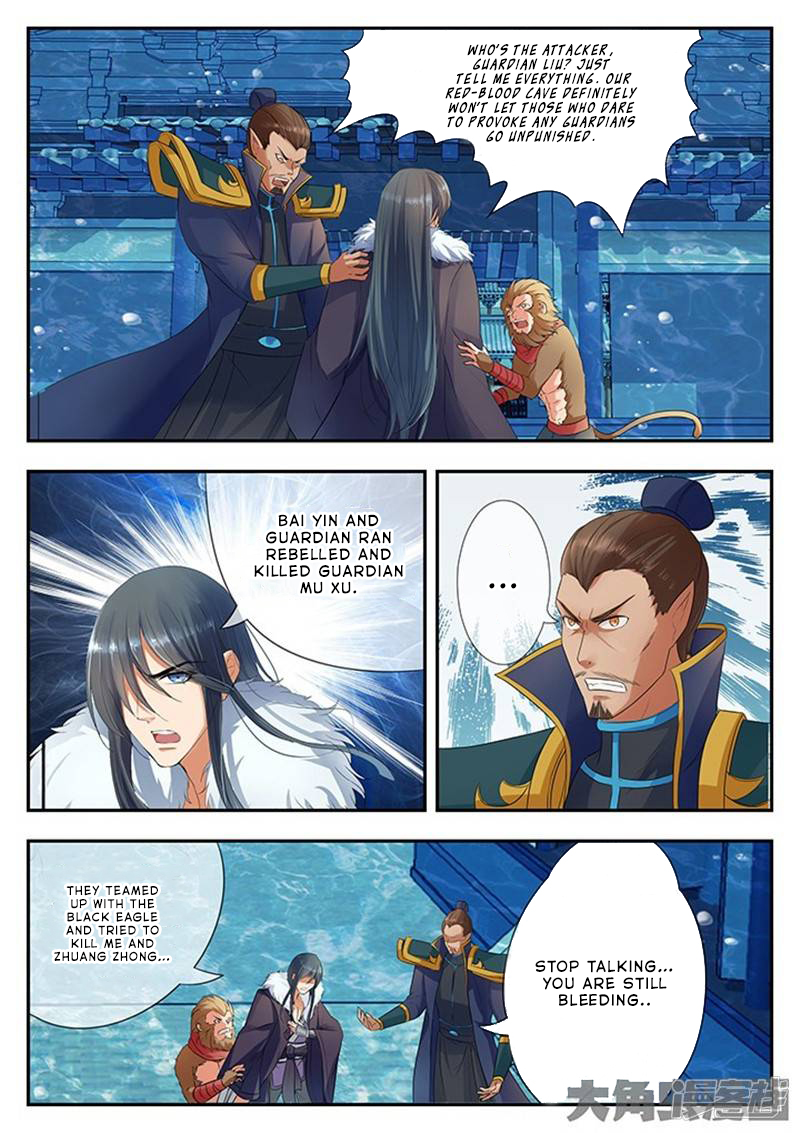 WHO'S THE ATTACKER,
GUARDIAN LIU? JUST
TELL ME EVERYTHING. OUR
RED-BLOOD CAVE DEFINITELY
WON'T LET THOSE WHO DARE
TO PROVOKE ANY GUARDIANS
GO UNPUNISHED.
BAI YIN AND
GUARDIAN RAN
REBELLED AND
KILLED GUARDIAN
MU XU.
...
THEY TEAMED
UP WITH THE
BLACK EAGLE
AND TRIED TO
KILL ME AND
ZHUANG ZHONG...
STOP TALKING...
YOU ARE STILL
BLEEDING..
大角 漫客栈